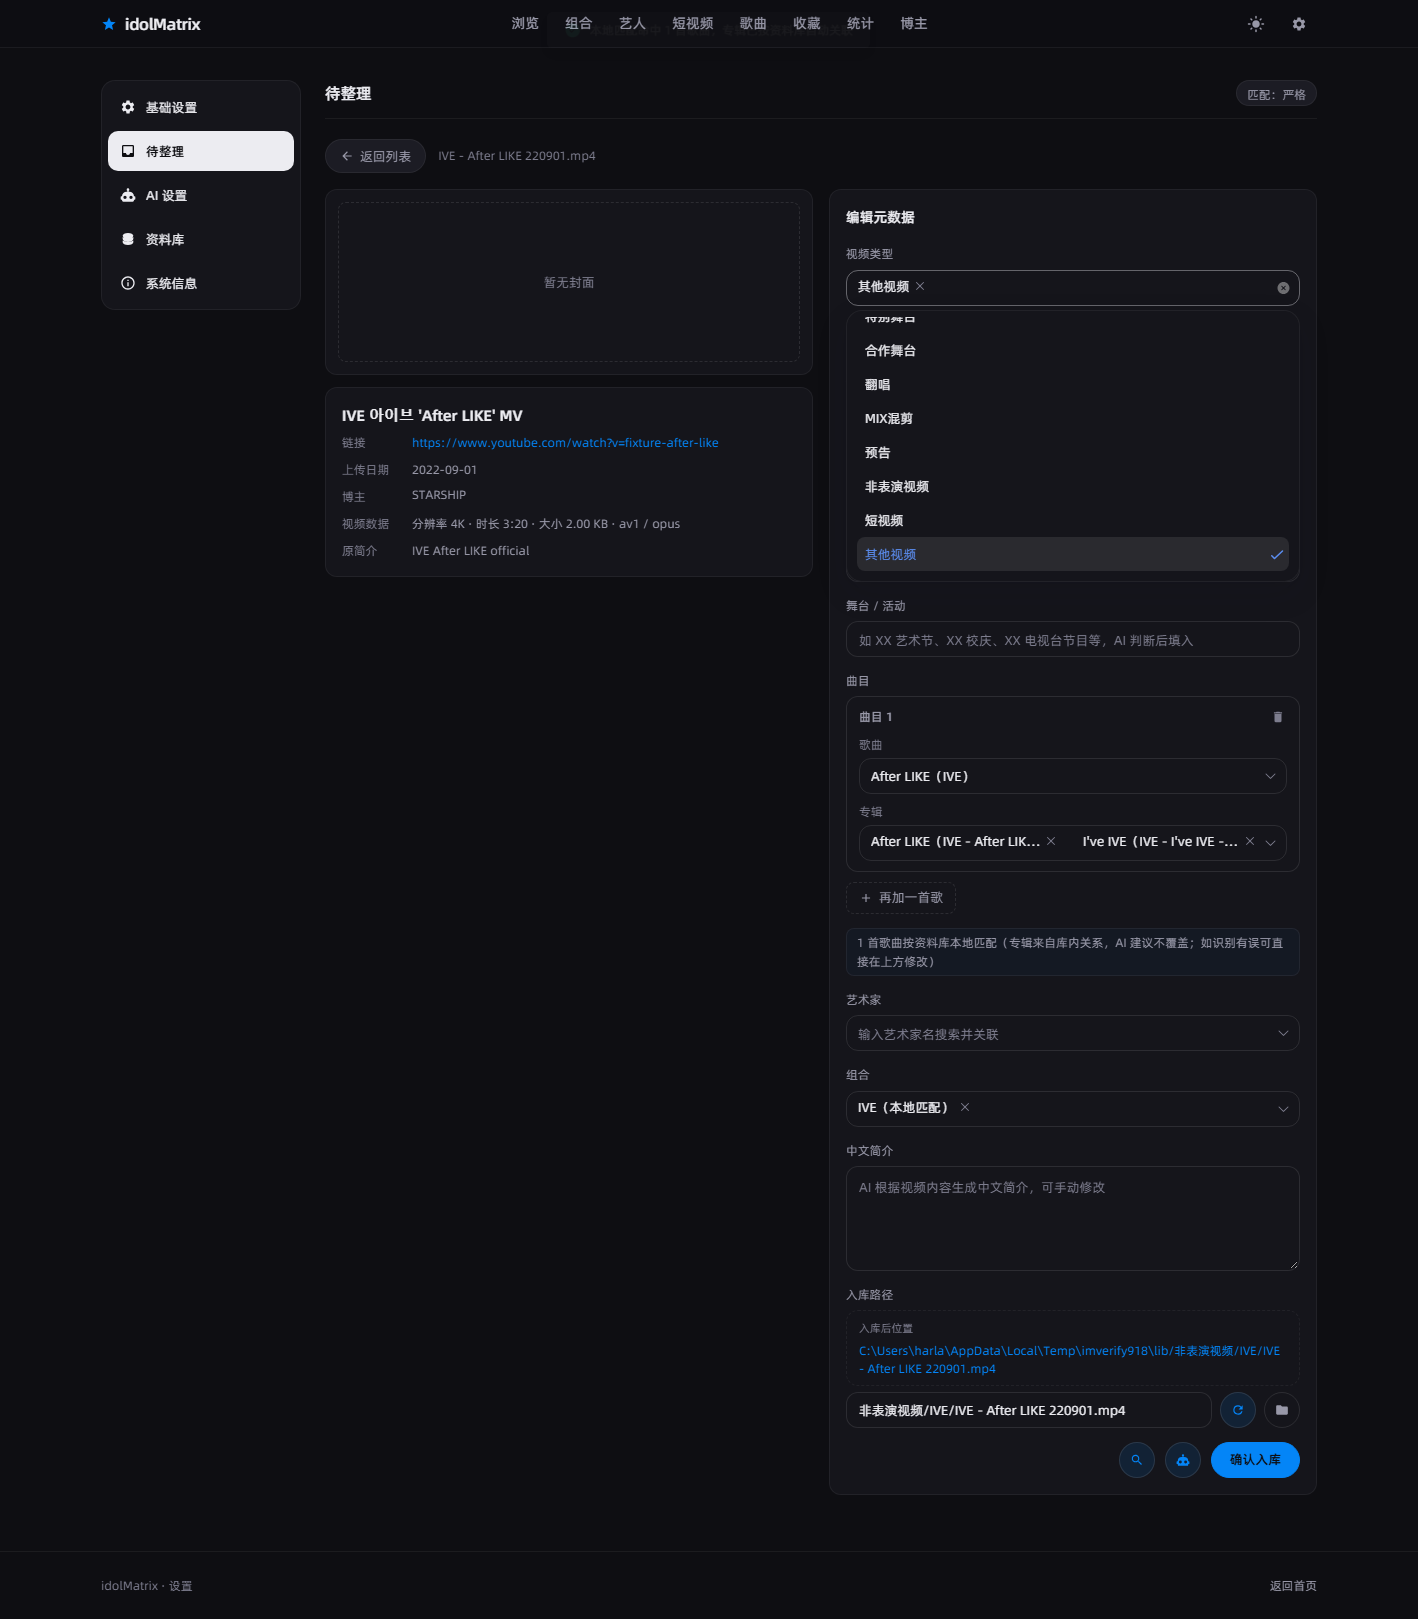 idolMatrix
浏览 组合 艺人 短视频 歌曲 收藏 统计 博主
基础设置
待整理
AI 设置
资料库
系统信息
待整理
匹配：严格
返回列表
IVE - After LIKE 220901.mp4
暂无封面
IVE 아이브 'After LIKE' MV
链接 https://www.youtube.com/watch?v=fixture-after-like
上传日期 2022-09-01
博主 STARSHIP
视频数据 分辨率 4K · 时长 3:20 · 大小 2.00 KB · av1 / opus
原简介 IVE After LIKE official
编辑元数据
视频类型
其他视频
特别舞台
合作舞台
翻唱
MIX混剪
预告
非表演视频
短视频
其他视频
舞台 / 活动
如 XX 艺术节、XX 校庆、XX 电视台节目等，AI 判断后填入
曲目
曲目 1
歌曲
After LIKE（IVE）
专辑
After LIKE（IVE - After LIK... I've IVE（IVE - I've IVE -...
再加一首歌
1 首歌曲按资料库本地匹配（专辑来自库内关系，AI 建议不覆盖；如识别有误可直
接在上方修改）
艺术家
输入艺术家名搜索并关联
组合
IVE（本地匹配）
中文简介
AI 根据视频内容生成中文简介，可手动修改
入库路径
入库后位置
C:\Users\harla\AppData\Local\Temp\imverify918\lib/非表演视频/IVE/IVE
- After LIKE 220901.mp4
非表演视频/IVE/IVE - After LIKE 220901.mp4
确认入库
idolMatrix · 设置
返回首页